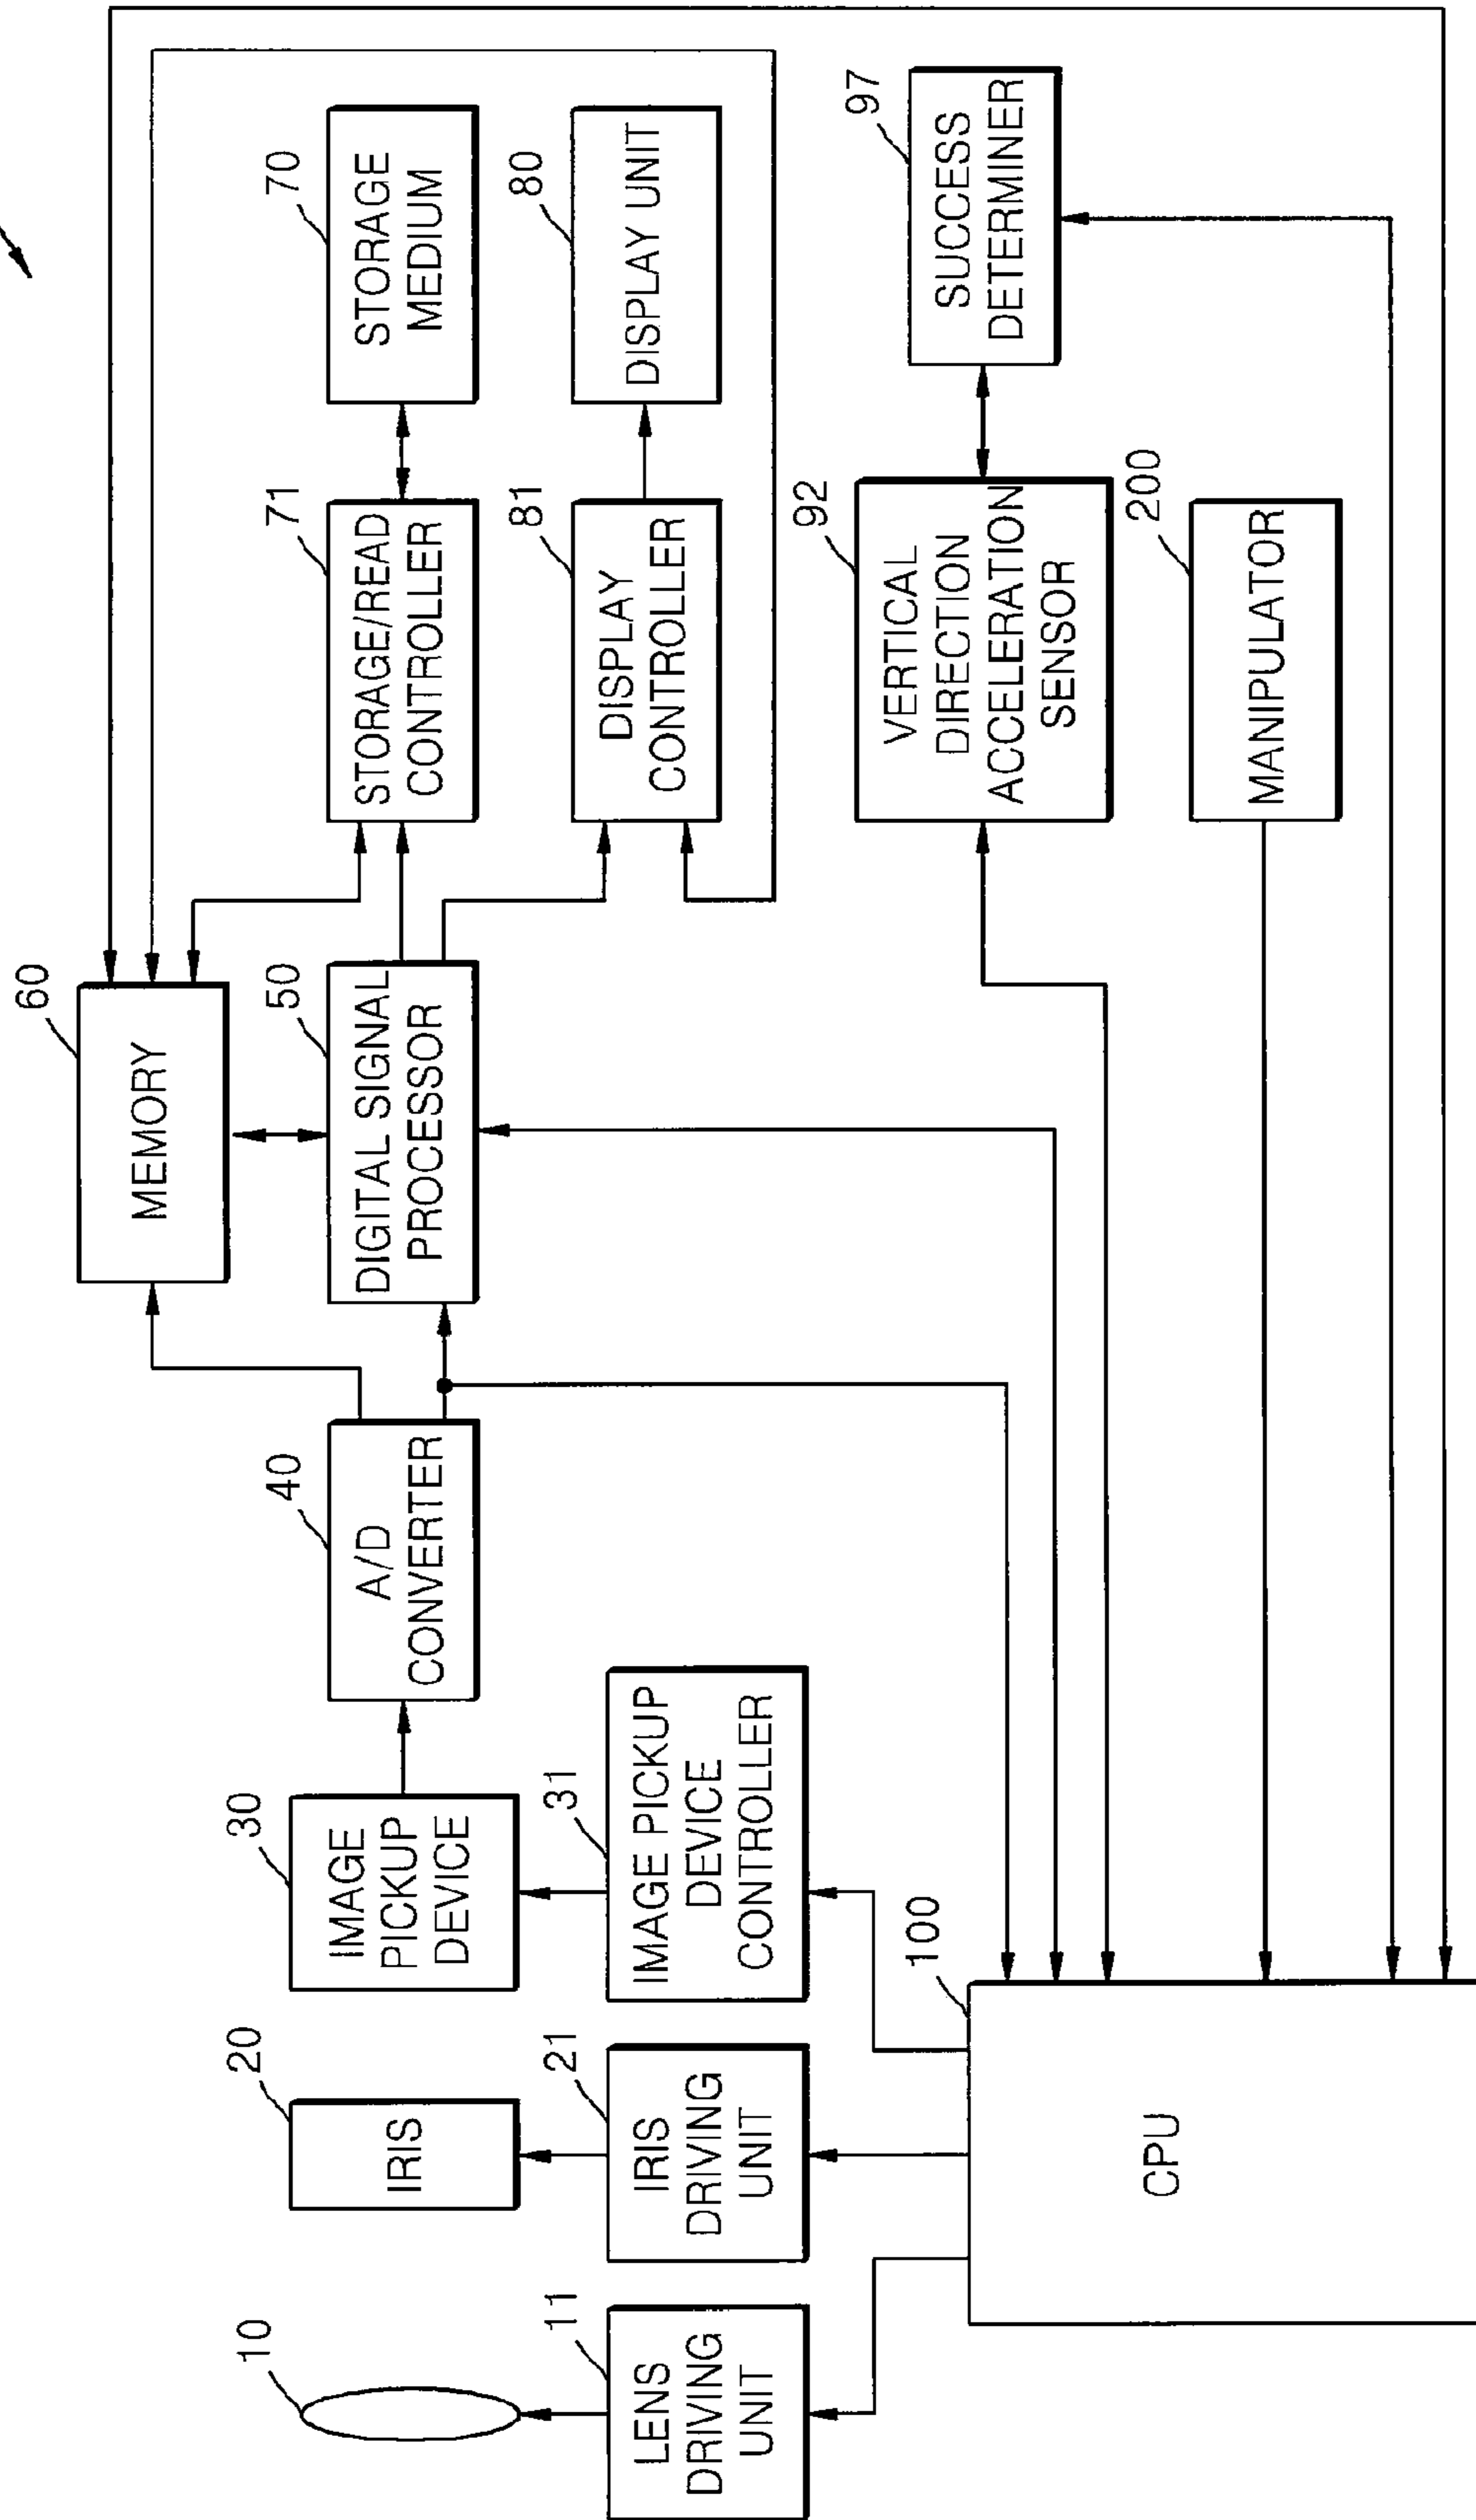 60
MEMORY
10
20
IRIS
30
IMAGE
PICKUP
DEVICE
40
A/D
CONVERTER
50
DIGITAL SIGNAL
PROCESSOR
71
STORAGE/READ
CONTROLLER
70
STORAGE
MEDIUM
11
LENS
DRIVING
UNIT
21
IRIS
DRIVING
UNIT
31
IMAGE PICKUP
DEVICE
CONTROLLER
81
DISPLAY
CONTROLLER
80
DISPLAY UNIT
92
VERTICAL
DIRECTION
ACCELERATION
SENSOR
97
SUCCESS
DETERMINER
100
CPU
200
MANIPULATOR